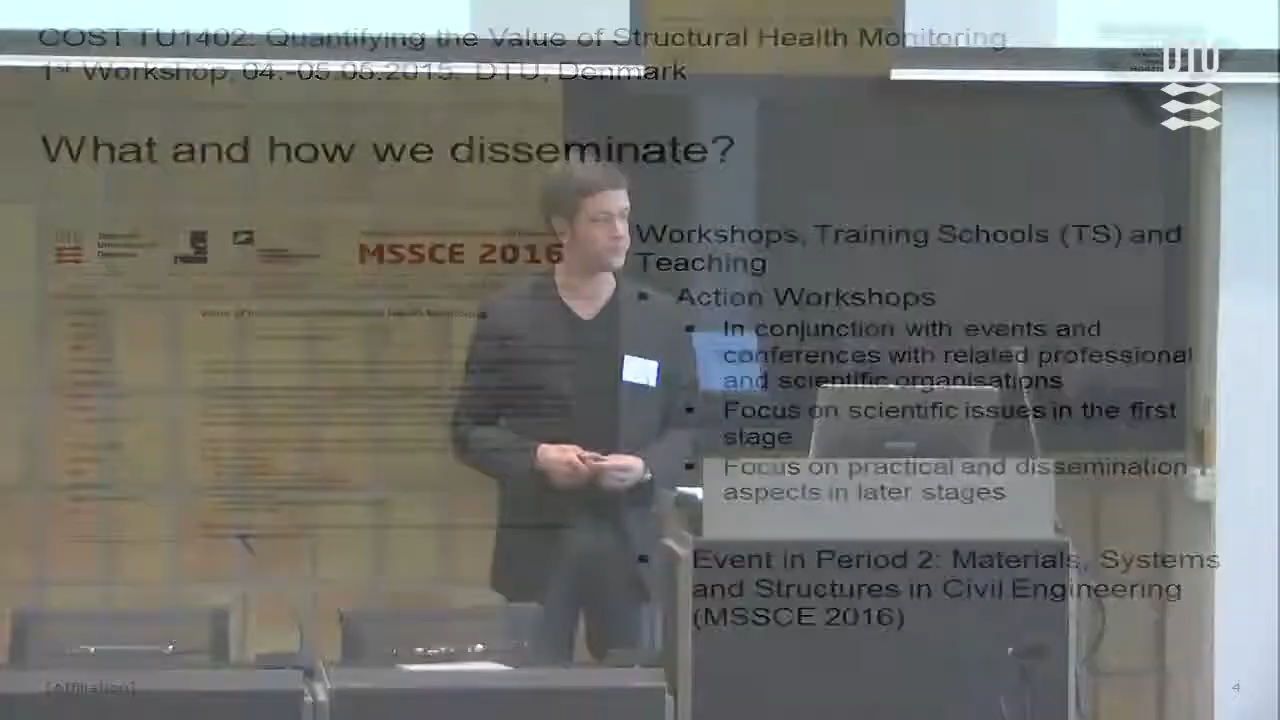 COST TU1402: Quantifying the Value of Structural Health Monitoring
1st Workshop, 04.-05.05.2015. DTU, Denmark
DTU
What and how we disseminate?
MSSCE 2016
Workshops, Training Schools (TS) and
Teaching
▪ Action Workshops
▪ In conjunction with events and
conferences with related professional
and scientific organisations
▪ Focus on scientific issues in the first
stage
▪ Focus on practical and dissemination
aspects in later stages
▪ Event in Period 2: Materials, Systems
and Structures in Civil Engineering
(MSSCE 2016)
[Affiliation]
4